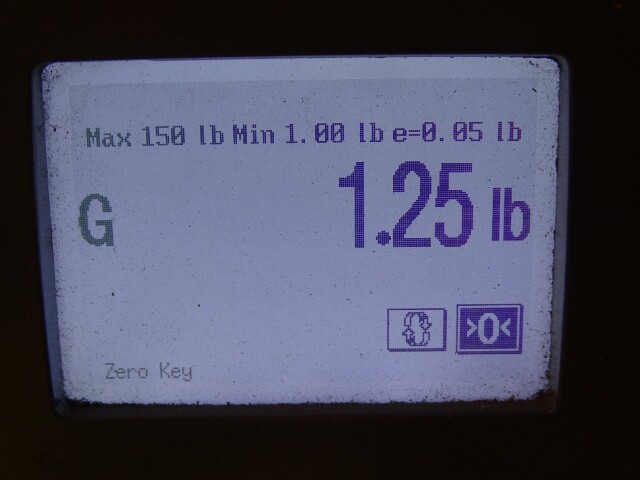 Max 150 lb Min 1.00 lb e=0.05 lb
G 1.25 lb
>0<
Zero Key